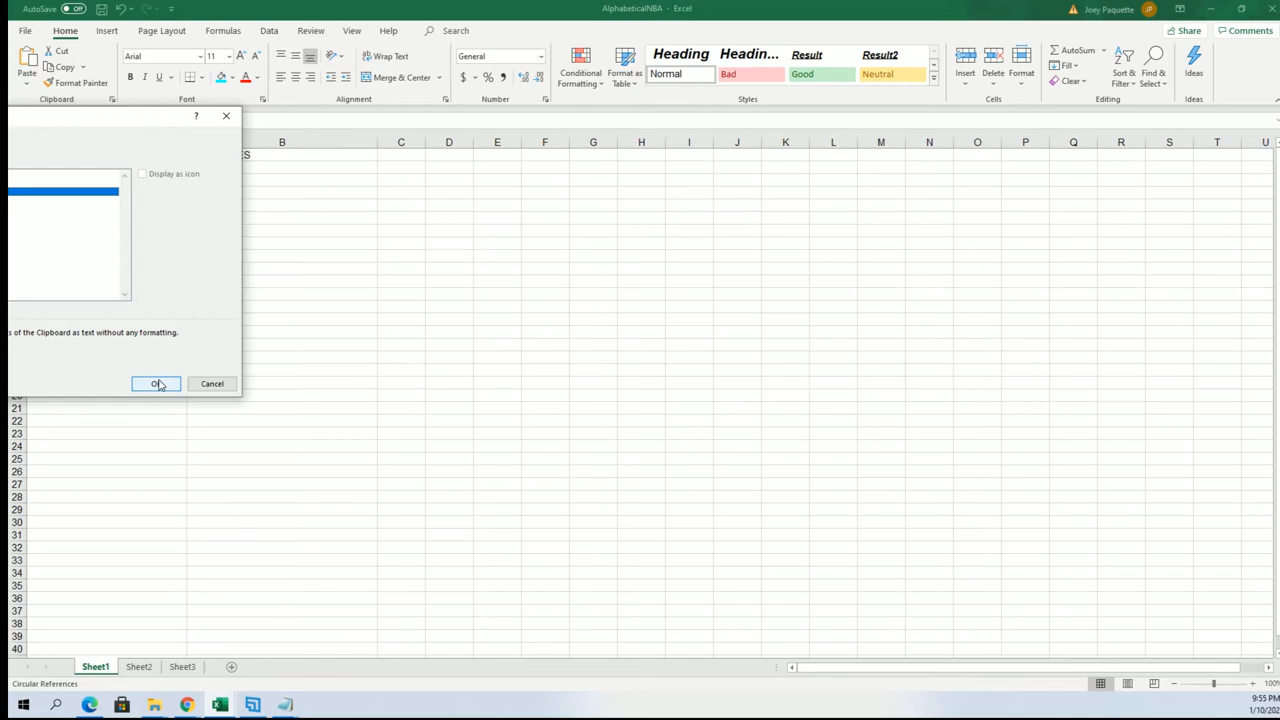 AutoSave Off AlphabeticalNBA - Excel Joey Paquette JP
File Home Insert Page Layout Formulas Data Review View Help Search Share Comments
Paste Cut Copy Format Painter Clipboard
Arial 11 B I U A A A Font
Wrap Text Merge & Center Alignment
General $ % , Number
Conditional Formatting Format as Table
Heading Headin... Result Result2
Normal Bad Good Neutral
Styles
Insert Delete Format Cells
AutoSum Fill Clear Sort & Filter Find & Select Editing
Ideas Ideas
? ×
B C D E F G H I J K L M N O P Q R S T U
ES
Display as icon
s of the Clipboard as text without any formatting.
Cancel
21
22
23
24
25
26
27
28
29
30
31
32
33
34
35
36
37
38
39
40
Sheet1 Sheet2 Sheet3
Circular References 100%
9:55 PM
1/10/202